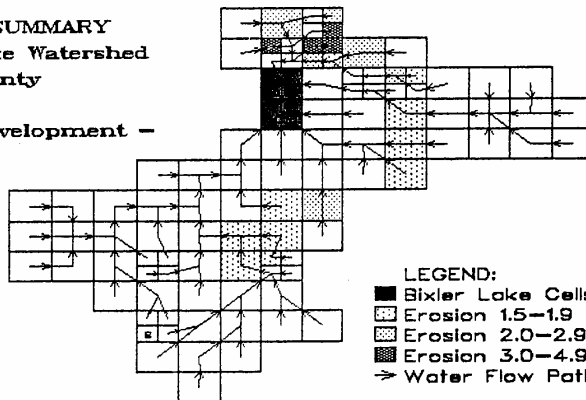 SUMMARY
te Watershed
nty
velopment –
LEGEND:
Bixler Lake Cells
Erosion 1.5–1.9
Erosion 2.0–2.9
Erosion 3.0–4.9
Water Flow Path